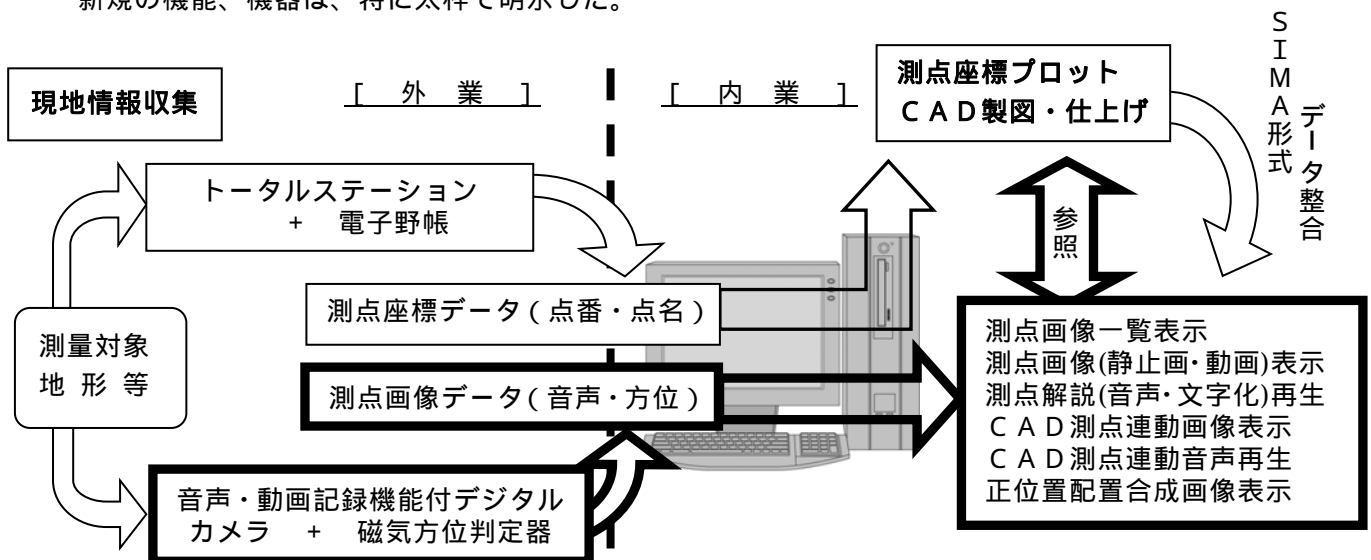 新規の機能、機器は、特に太枠で明示した。
現地情報収集
[ 外 業 ]
[ 内 業 ]
測点座標プロット
ＣＡＤ製図・仕上げ
ＳＩＭＡ形式
データ整合
トータルステーション
+ 電子野帳
参照
測量対象
地 形 等
測点座標データ(点番・点名)
測点画像データ(音声・方位)
音声・動画記録機能付デジタル
カメラ + 磁気方位判定器
測点画像一覧表示
測点画像(静止画・動画)表示
測点解説(音声・文字化)再生
ＣＡＤ測点連動画像表示
ＣＡＤ測点連動音声再生
正位置配置合成画像表示